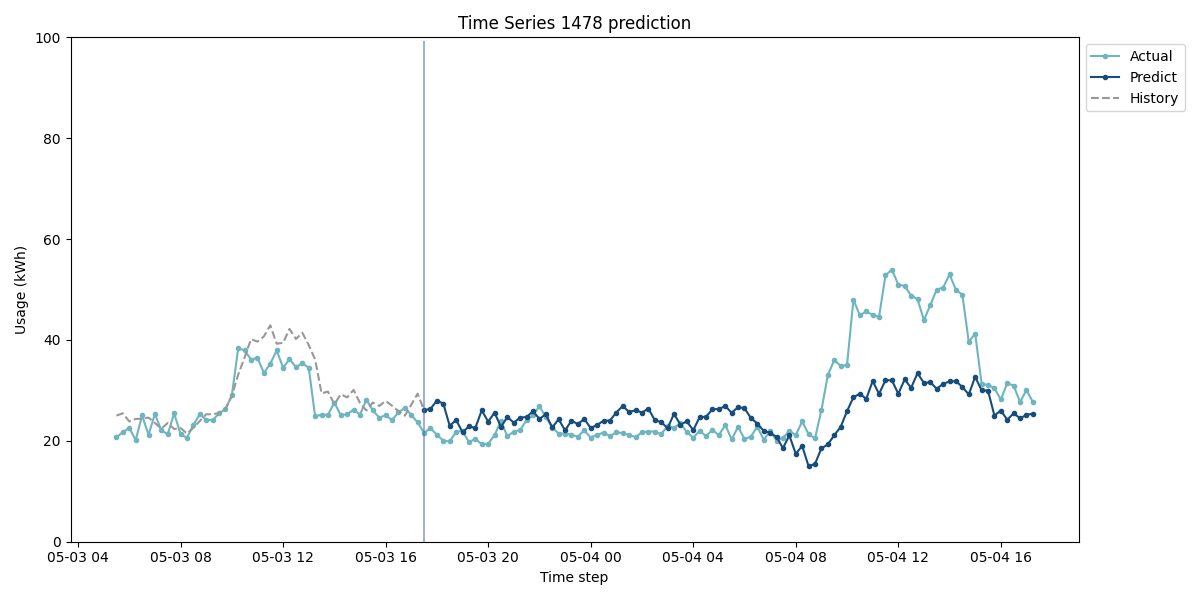 Time Series 1478 prediction
Actual
Predict
History
Usage (kWh)
100
80
60
40
20
0
05-03 04 05-03 08 05-03 12 05-03 16 05-03 20 05-04 00 05-04 04 05-04 08 05-04 12 05-04 16
Time step